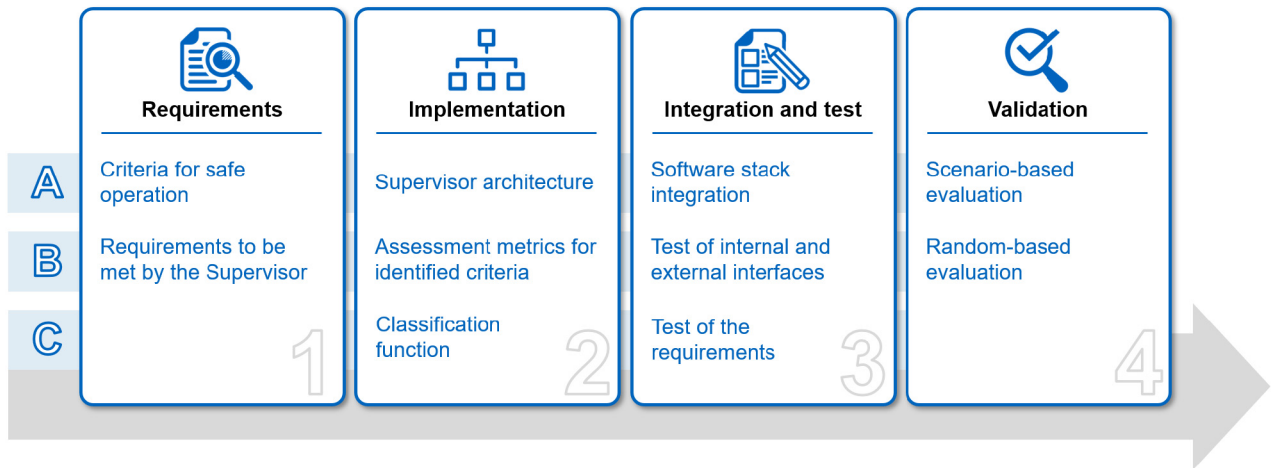 Requirements
Implementation
Integration and test
Validation
A
Criteria for safe
operation
Supervisor architecture
Software stack
integration
Scenario-based
evaluation
B
Requirements to be
met by the Supervisor
Assessment metrics for
identified criteria
Test of internal and
external interfaces
Random-based
evaluation
C
Classification
function
Test of the
requirements
1
2
3
4